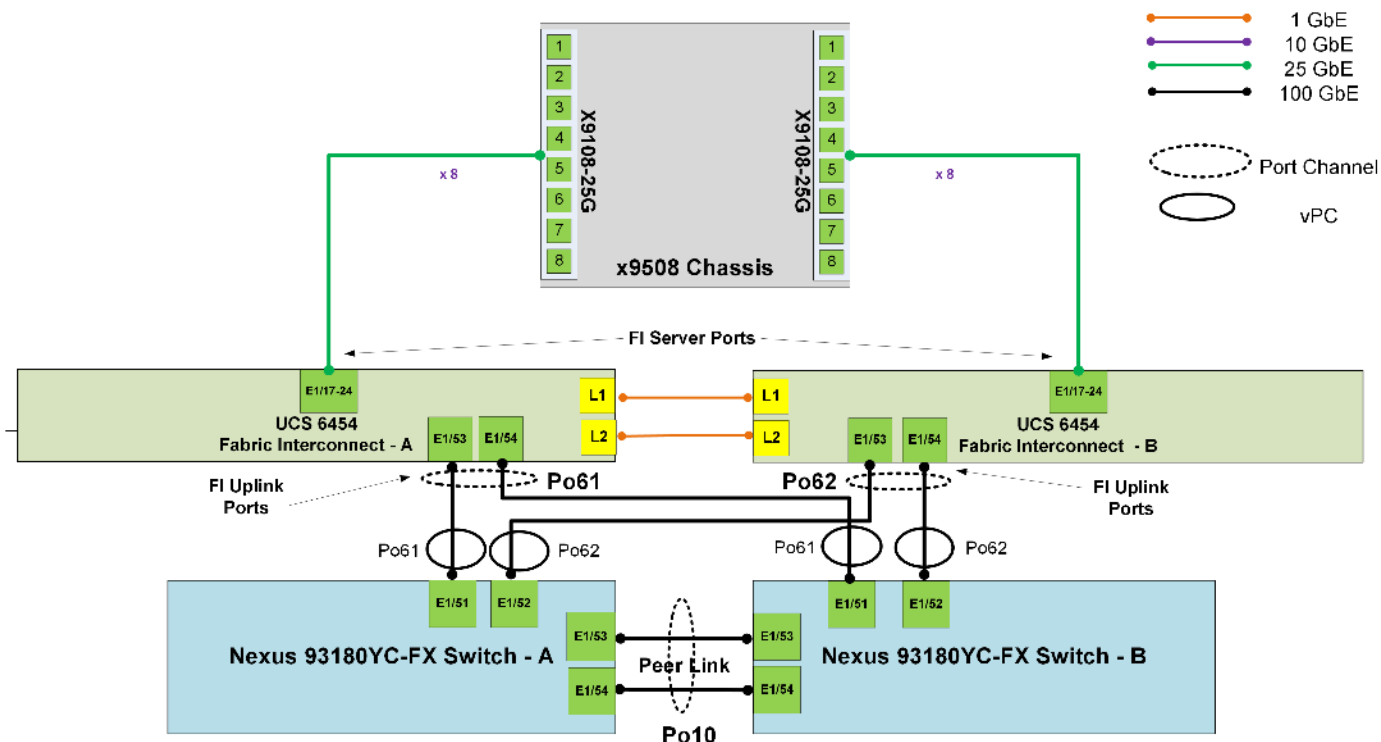 1 GbE
10 GbE
25 GbE
100 GbE
Port Channel
vPC
1
2
3
4
5
6
7
8
X9108-25G
X9108-25G
1
2
3
4
5
6
7
8
x 8
x 8
x9508 Chassis
FI Server Ports
E1/17-24
UCS 6454
Fabric Interconnect - A
E1/53
E1/54
L1
L2
L1
L2
E1/17-24
UCS 6454
Fabric Interconnect - B
E1/53
E1/54
FI Uplink
Ports
Po61
Po62
FI Uplink
Ports
Po61
Po62
Po61
Po62
E1/51
E1/52
E1/53
E1/54
Nexus 93180YC-FX Switch - A
Peer Link
Po10
E1/51
E1/52
E1/53
E1/54
Nexus 93180YC-FX Switch - B